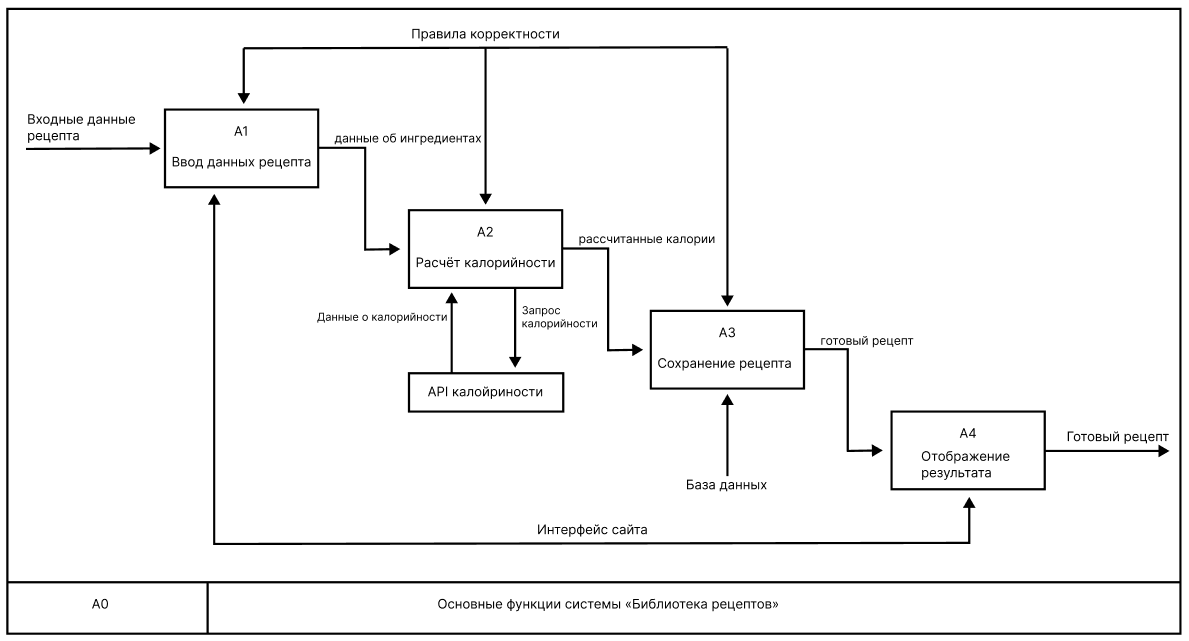 Правила корректности
Входные данные
рецепта
A1
Ввод данных рецепта
данные об ингредиентах
A2
Расчёт калорийности
рассчитанные калории
Данные о калорийности
Запрос
калорийности
A3
Сохранение рецепта
готовый рецепт
API калойриности
A4
Отображение
результата
Готовый рецепт
База данных
Интерфейс сайта
A0
Основные функции системы «Библиотека рецептов»